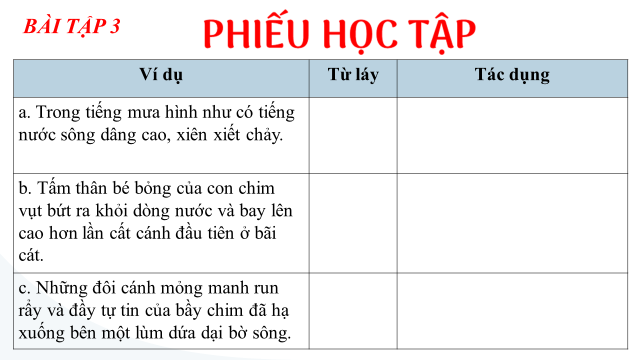 BÀI TẬP 3
PHIẾU HỌC TẬP
Ví dụ
Từ láy
Tác dụng
a. Trong tiếng mưa hình như có tiếng
nước sông dâng cao, xiên xiết chảy.
b. Tấm thân bé bỏng của con chim
vụt bứt ra khỏi dòng nước và bay lên
cao hơn lần cất cánh đầu tiên ở bãi
cát.
c. Những đôi cánh mỏng manh run
rẩy và đầy tự tin của bầy chim đã hạ
xuống bên một lùm dứa dại bờ sông.